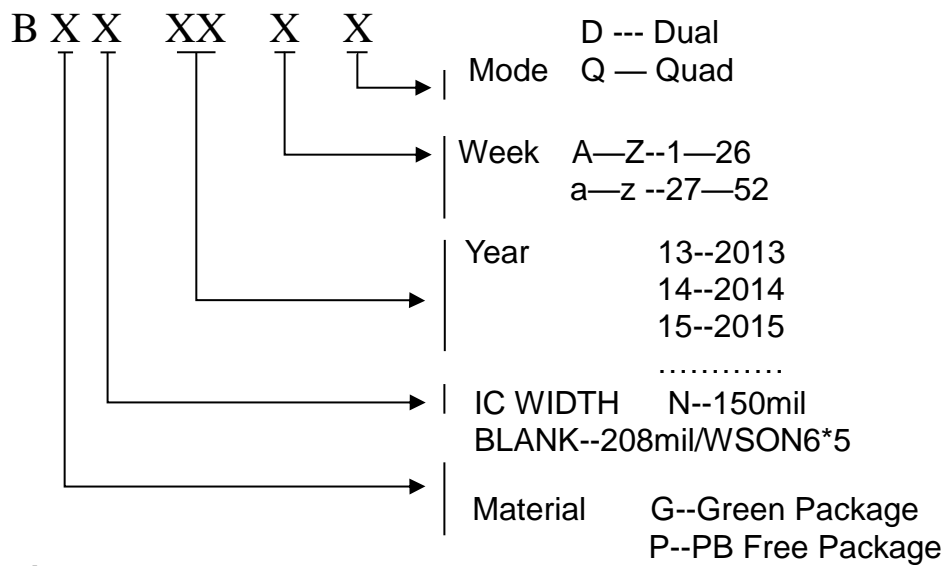 B X X XX X X
D --- Dual
Mode Q — Quad
Week A—Z--1—26
a—z --27—52
Year 13--2013
14--2014
15--2015
…………
IC WIDTH N--150mil
BLANK--208mil/WSON6*5
Material G--Green Package
P--PB Free Package